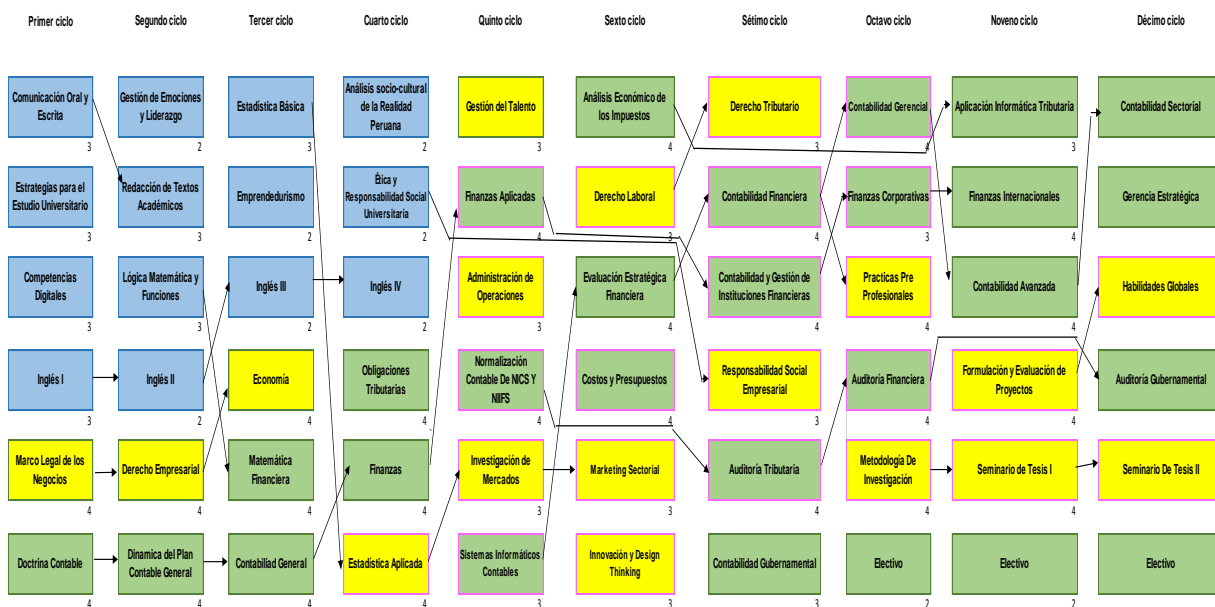 Primer ciclo
Segundo ciclo
Tercer ciclo
Cuarto ciclo
Quinto ciclo
Sexto ciclo
Sétimo ciclo
Octavo ciclo
Noveno ciclo
Décimo ciclo
Comunicación Oral y
Escrita
3
Gestión de Emociones
y Liderazgo
2
Estadística Básica
3
Análisis socio-cultural
de la Realidad
Peruana
2
Gestión del Talento
3
Análisis Económico de
los Impuestos
4
Derecho Tributario
3
Contabilidad Gerencial
4
Aplicación Informática Tributaria
3
Contabilidad Sectorial
Estrategias para el
Estudio Universitario
3
Redacción de Textos
Académicos
3
Emprendedurismo
2
Ética y
Responsabilidad Social
Universitaria
2
Finanzas Aplicadas
4
Derecho Laboral
3
Contabilidad Financiera
4
Finanzas Corporativas
3
Finanzas Internacionales
4
Gerencia Estratégica
Competencias
Digitales
3
Lógica Matemática y
Funciones
3
Inglés III
2
Inglés IV
2
Administración de
Operaciones
3
Evaluación Estratégica
Financiera
4
Contabilidad y Gestión de
Instituciones Financieras
4
Practicas Pre
Profesionales
4
Contabilidad Avanzada
4
Habilidades Globales
Inglés I
3
Inglés II
2
Economía
4
Obligaciones
Tributarias
4
Normalización
Contable De NICS Y
NIIFS
4
Costos y Presupuestos
4
Responsabilidad Social
Empresarial
3
Auditoría Financiera
4
Formulación y Evaluación de
Proyectos
4
Auditoría Gubernamental
Marco Legal de los
Negocios
4
Derecho Empresarial
4
Matemática
Financiera
4
Finanzas
4
Investigación de
Mercados
3
Marketing Sectorial
3
Auditoría Tributaria
4
Metodología De
Investigación
4
Seminario de Tesis I
4
Seminario De Tesis II
Doctrina Contable
4
Dinamica del Plan
Contable General
4
Contabiliad General
4
Estadística Aplicada
4
Sistemas Informáticos
Contables
3
Innovación y Design
Thinking
3
Contabilidad Gubernamental
3
Electivo
2
Electivo
2
Electivo